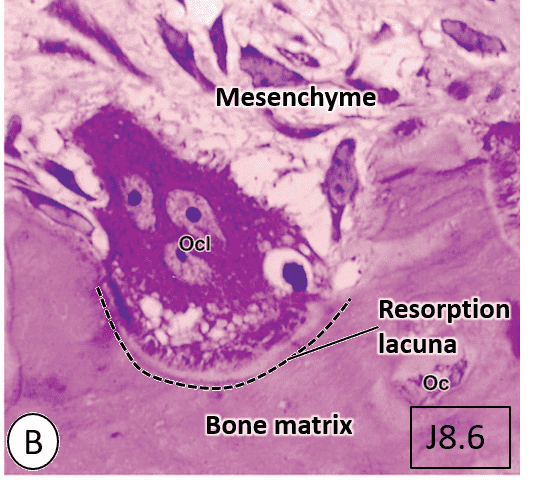 Mesenchyme
Ocl
Resorption
lacuna
Oc
Bone matrix
B
J8.6